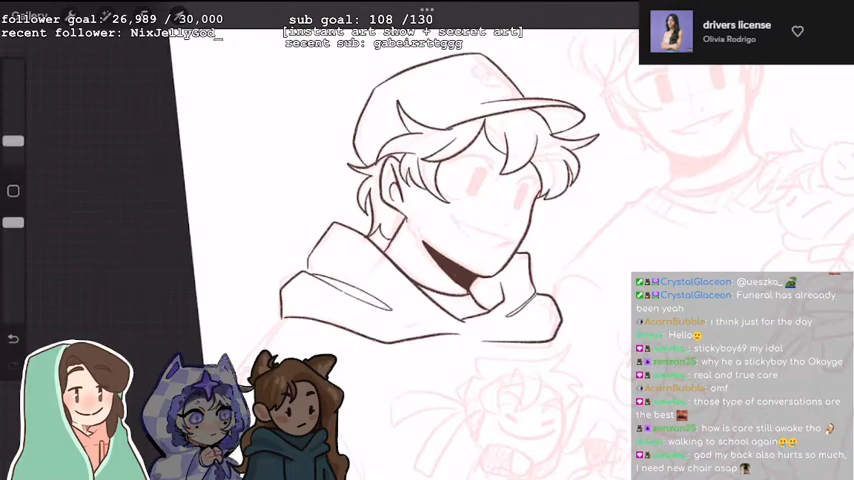 follower goal: 26,989 / 30,000
sub goal: 108 /130
recent follower: NixJellyGod_
[instant art show + secret art]
recent sub: gabeirrttggg
drivers license
Olivia Rodrigo
CrystalGlaceon: @ueszka_
CrystalGlaceon: Funeral has already
been yeah
AcornBubble: i think just for the
day
: Hello
: stickyboy69 my idol
zenzan25: why he a stickyboy tho Okayge
: real and true care
AcornBubble: omf
: those type of conversations are
the best
zenzan25: how is care still awake tho
: walking to school again
: god my back also hurts so much,
I need new chair asap